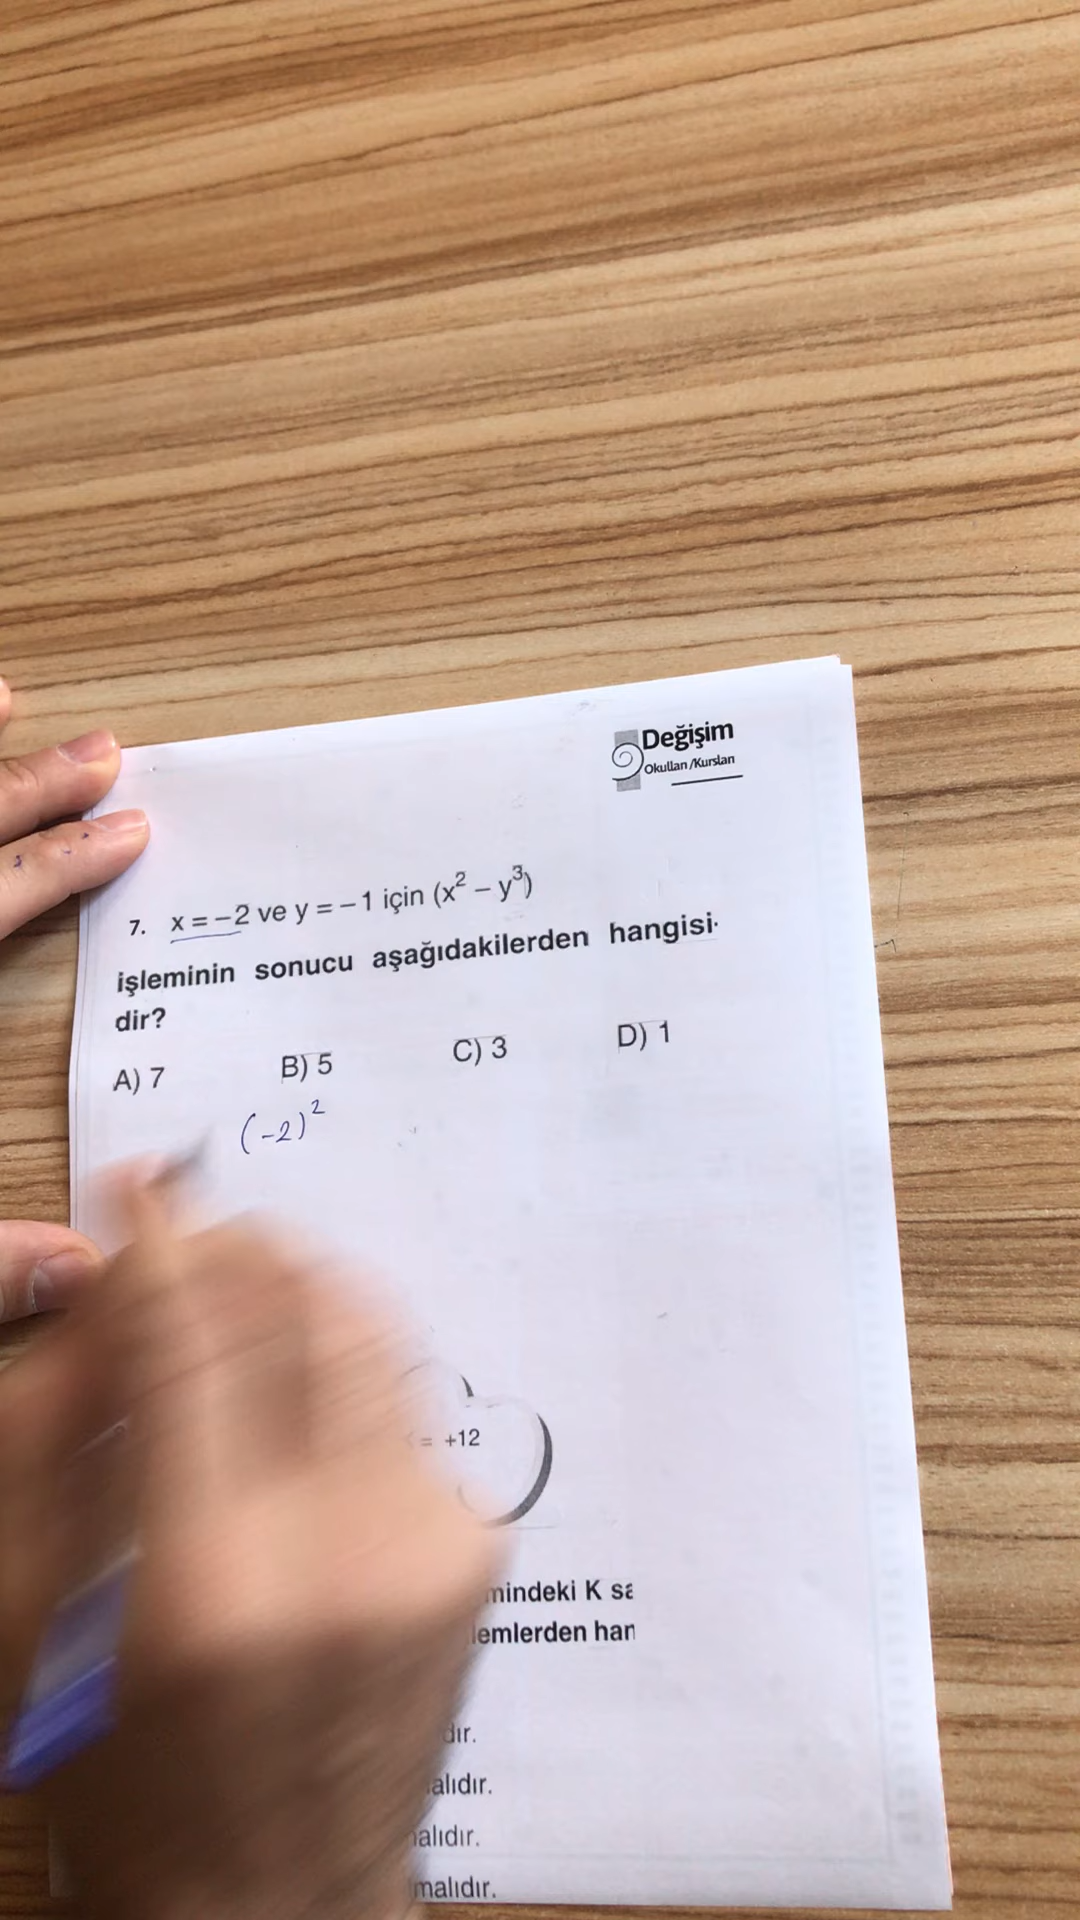 Değişim
Okulları/Kursları
7. x = – 2 ve y = – 1 için (x² – y³)
işleminin sonucu aşağıdakilerden hangisi-
dir?
A) 7 B) 5 C) 3 D) 1
(-2)²
= +12
mindeki K sa
lemlerden han
dır.
alıdır.
alıdır.
malıdır.